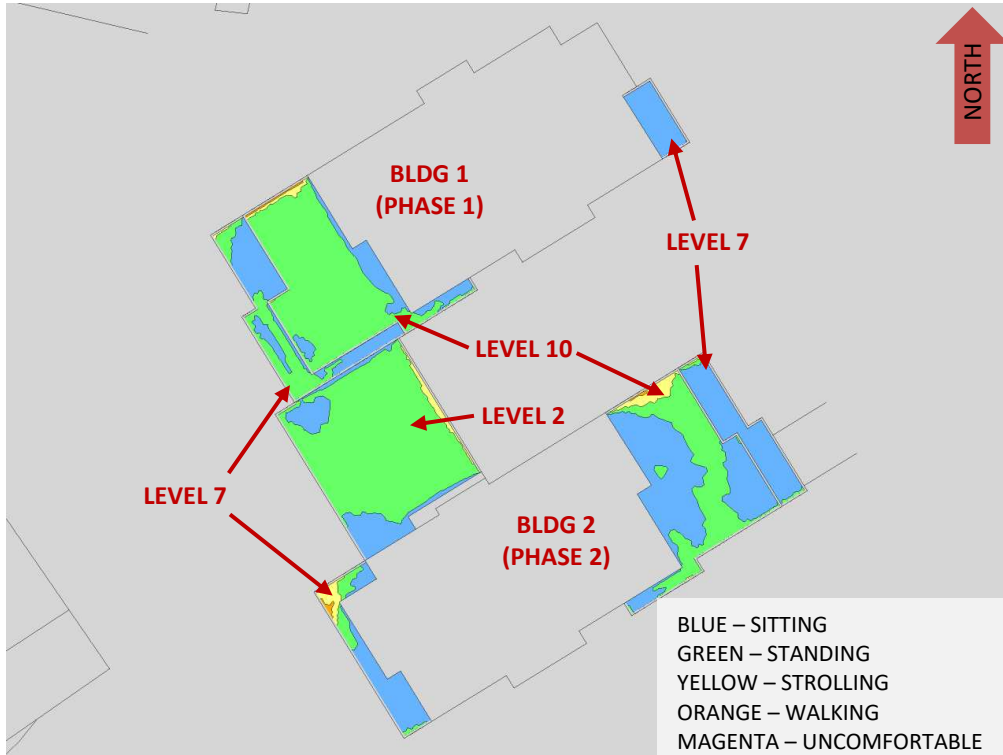 NORTH
BLDG 1
(PHASE 1)
LEVEL 7
LEVEL 10
LEVEL 2
LEVEL 7
BLDG 2
(PHASE 2)
BLUE – SITTING
GREEN – STANDING
YELLOW – STROLLING
ORANGE – WALKING
MAGENTA – UNCOMFORTABLE